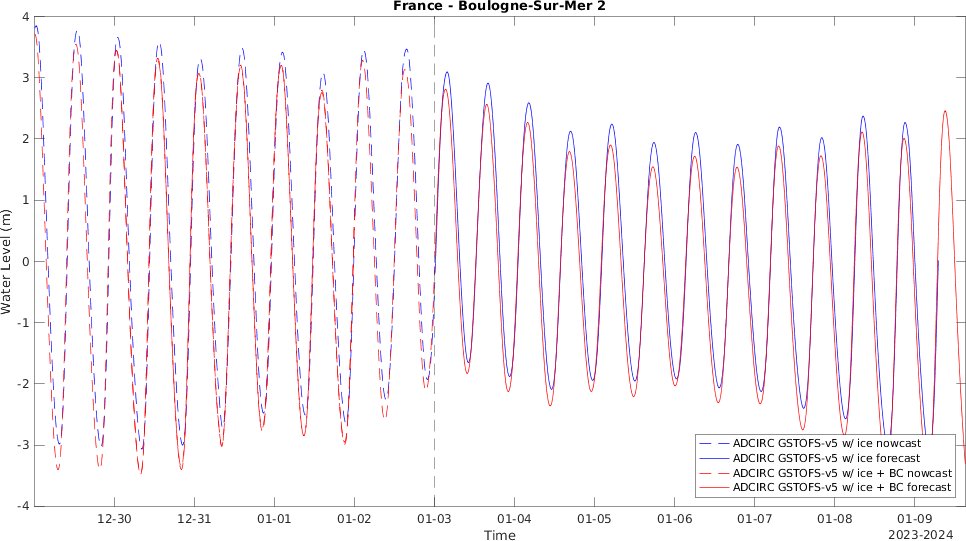 France - Boulogne-Sur-Mer 2
4
3
2
1
0
-1
-2
-3
-4
Water Level (m)
ADCIRC GSTOFS-v5 w/ ice nowcast
ADCIRC GSTOFS-v5 w/ ice forecast
ADCIRC GSTOFS-v5 w/ ice + BC nowcast
ADCIRC GSTOFS-v5 w/ ice + BC forecast
12-30 12-31 01-01 01-02 01-03 01-04 01-05 01-06 01-07 01-08 01-09
Time
2023-2024